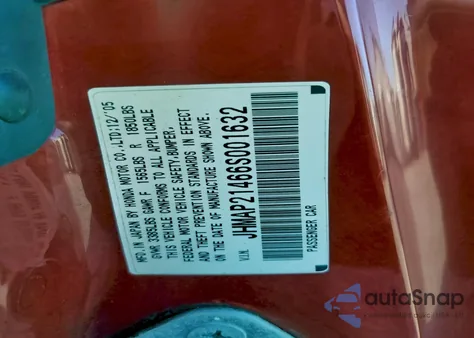 MFD. IN JAPAN BY HONDA MOTOR CO.,LTD:12/'05
GVWR 3385LBS GAWR F 1565LBS R 1850LBS
THIS VEHICLE CONFORMS TO ALL APPLICABLE
FEDERAL MOTOR VEHICLE SAFETY,BUMPER,
AND THEFT PREVENTION STANDARDS IN EFFECT
ON THE DATE OF MANUFACTURE SHOWN ABOVE.
V.I.N. JHMAP21466S001632
PASSENGER CAR
autoSnap